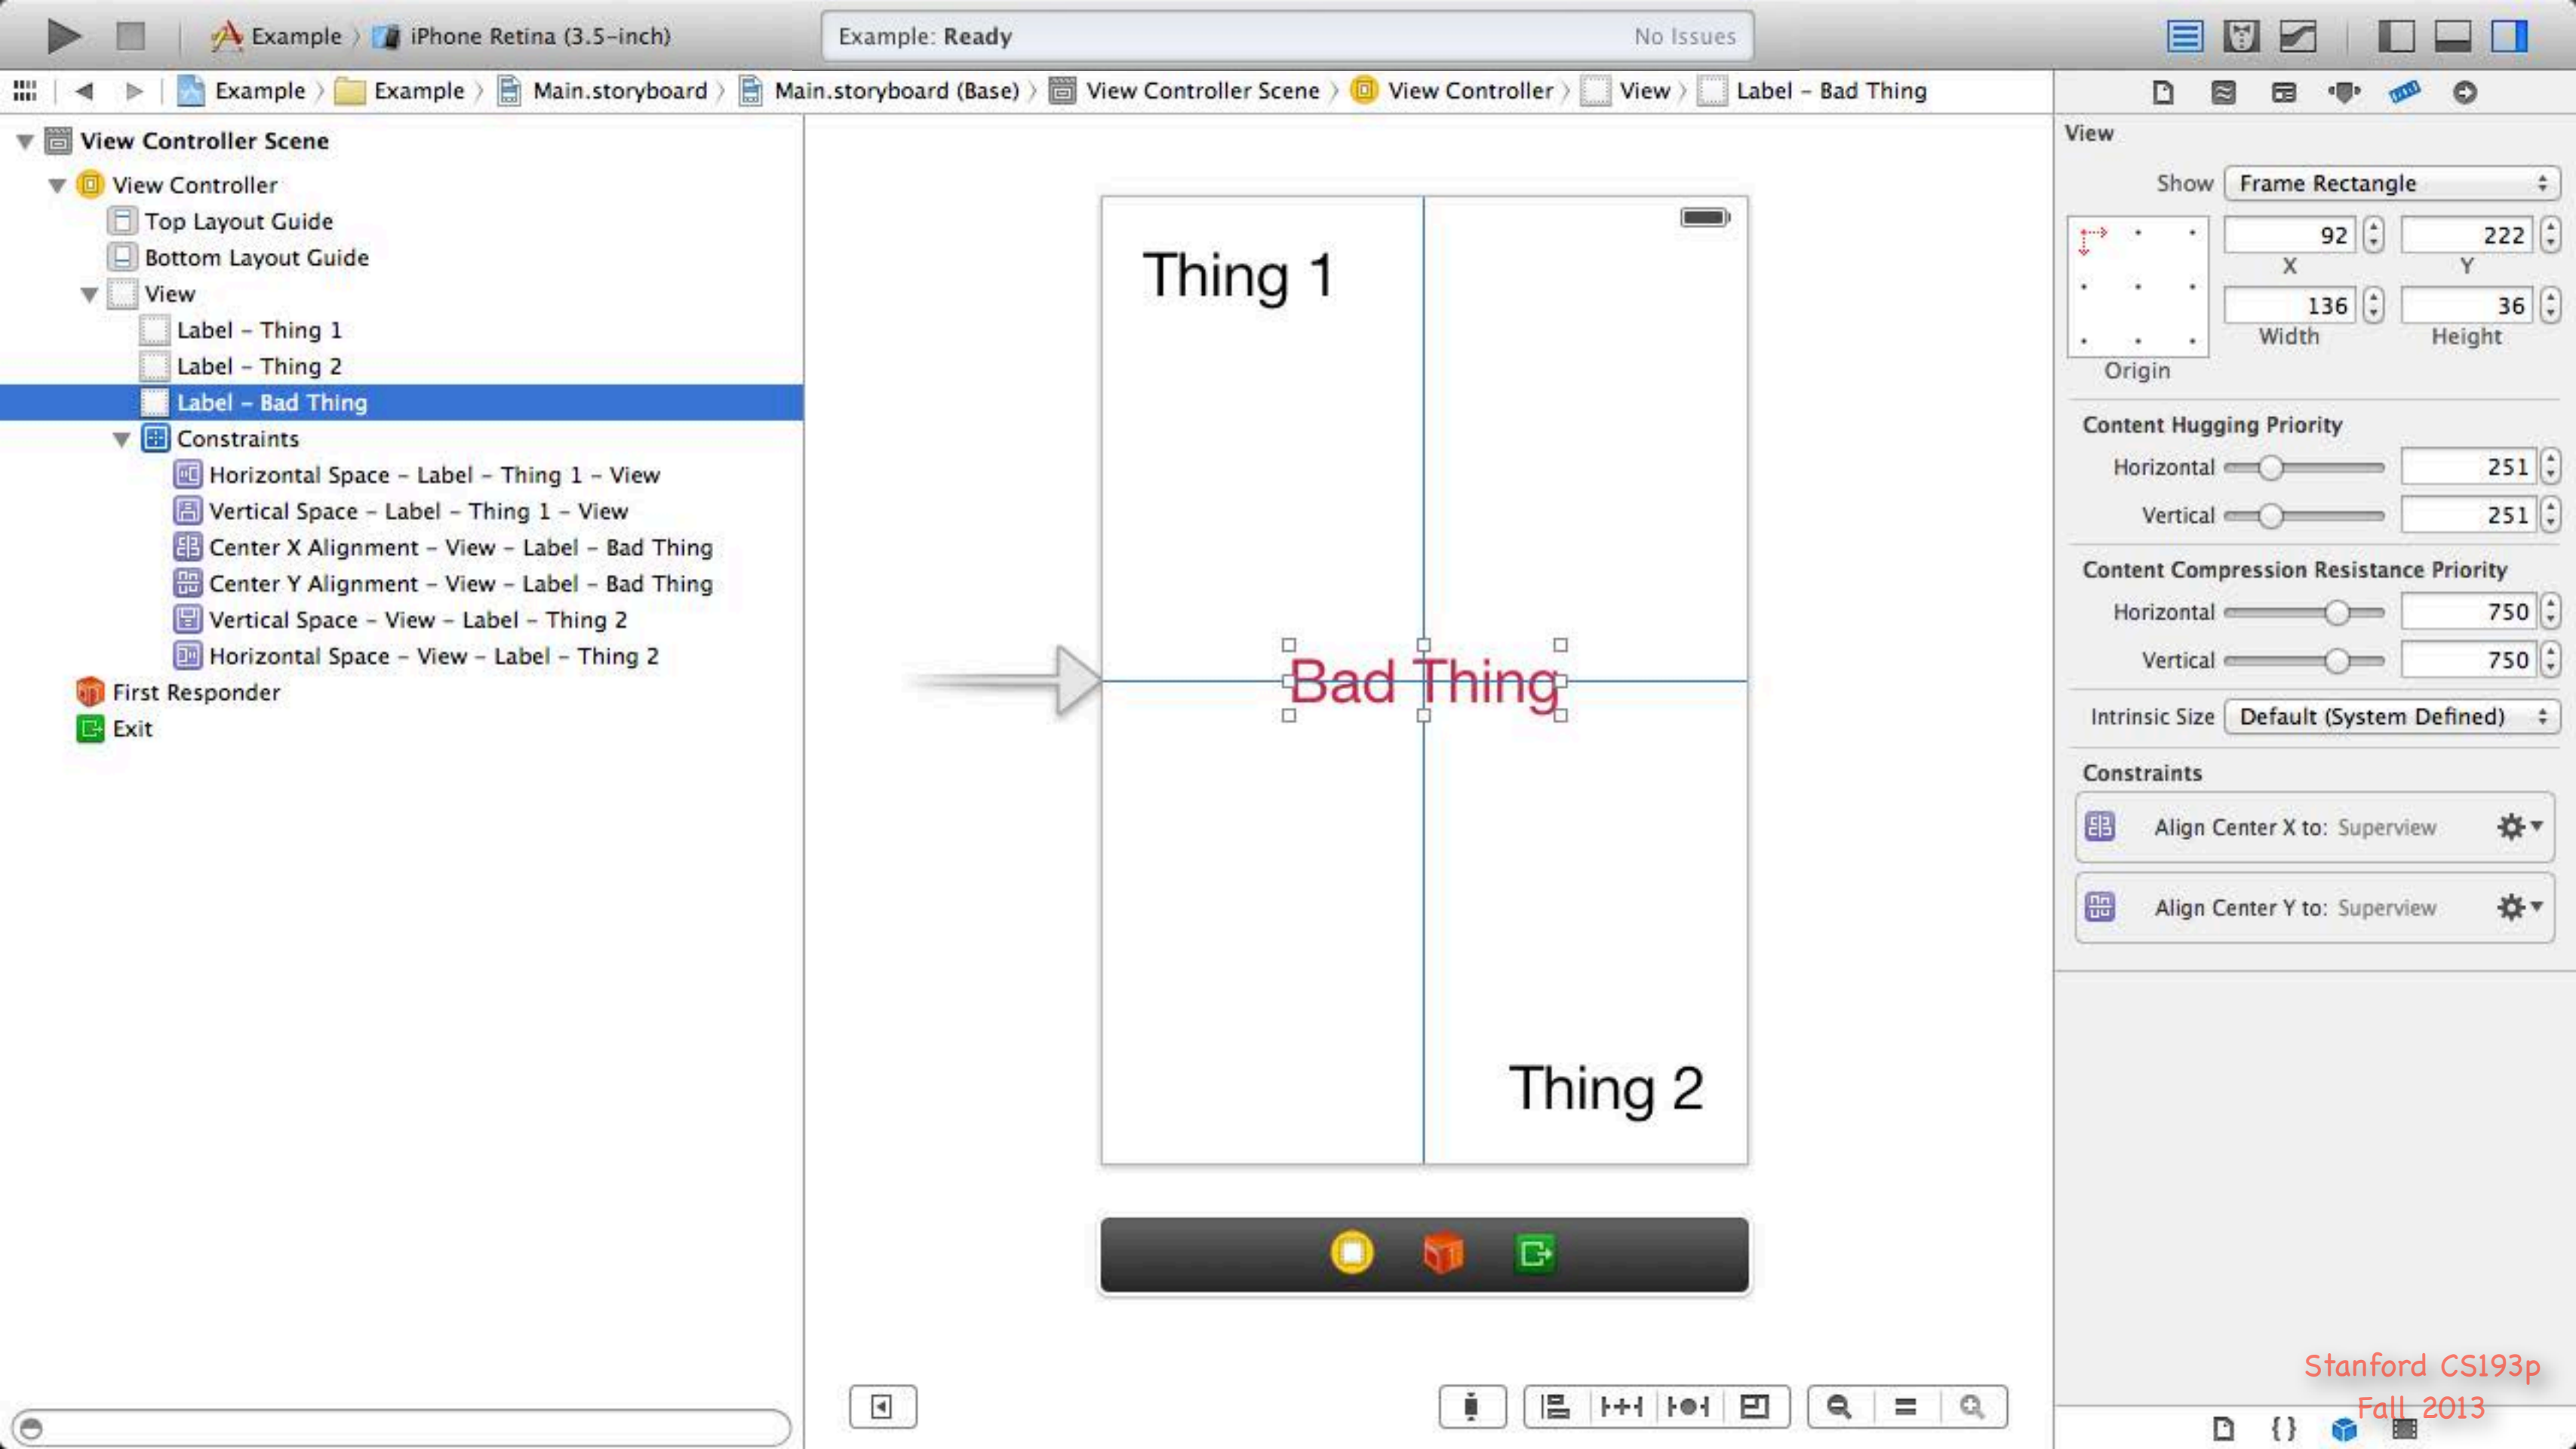 Example
iPhone Retina (3.5-inch)
Example: Ready
No Issues
Example
Example
Main.storyboard
Main.storyboard (Base)
View Controller Scene
View Controller
View
Label – Bad Thing
View Controller Scene
View Controller
Top Layout Guide
Bottom Layout Guide
View
Label – Thing 1
Label – Thing 2
Label – Bad Thing
Constraints
Horizontal Space – Label – Thing 1 – View
Vertical Space – Label – Thing 1 – View
Center X Alignment – View – Label – Bad Thing
Center Y Alignment – View – Label – Bad Thing
Vertical Space – View – Label – Thing 2
Horizontal Space – View – Label – Thing 2
First Responder
Exit
Thing 1
Bad Thing
Thing 2
View
Show Frame Rectangle
92 222
X Y
136 36
Width Height
Origin
Content Hugging Priority
Horizontal 251
Vertical 251
Content Compression Resistance Priority
Horizontal 750
Vertical 750
Intrinsic Size Default (System Defined)
Constraints
Align Center X to: Superview
Align Center Y to: Superview
Stanford CS193p
Fall 2013